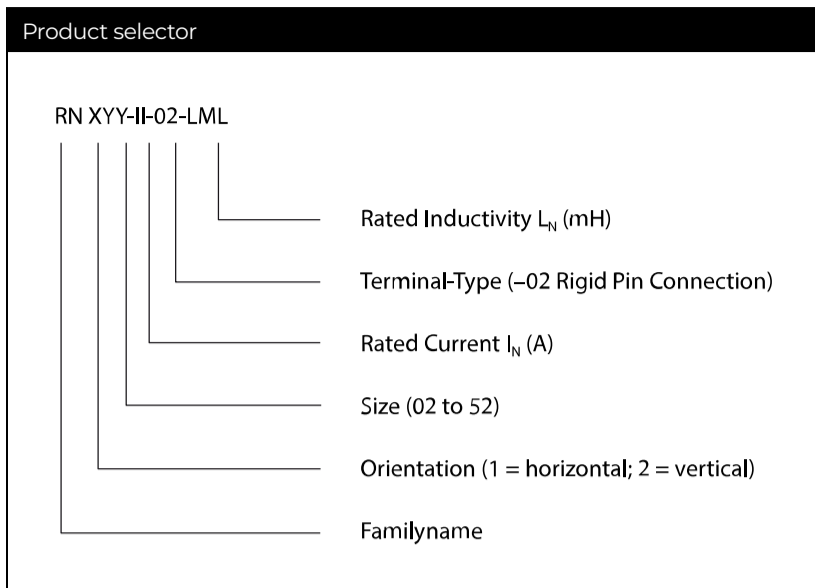 Product selector
RN XYY-II-02-LML
Rated Inductivity LN (mH)
Terminal-Type (–02 Rigid Pin Connection)
Rated Current IN (A)
Size (02 to 52)
Orientation (1 = horizontal; 2 = vertical)
Familyname